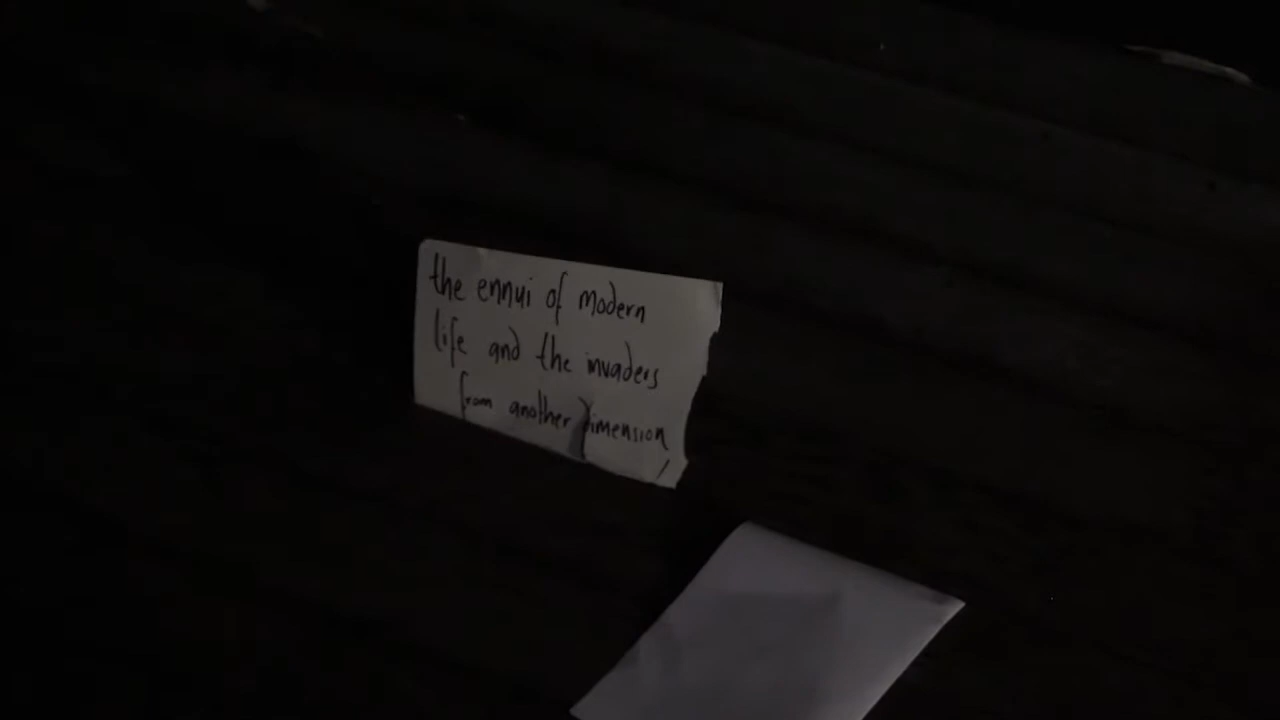 the ennui of modern
life and the invaders
from another dimension